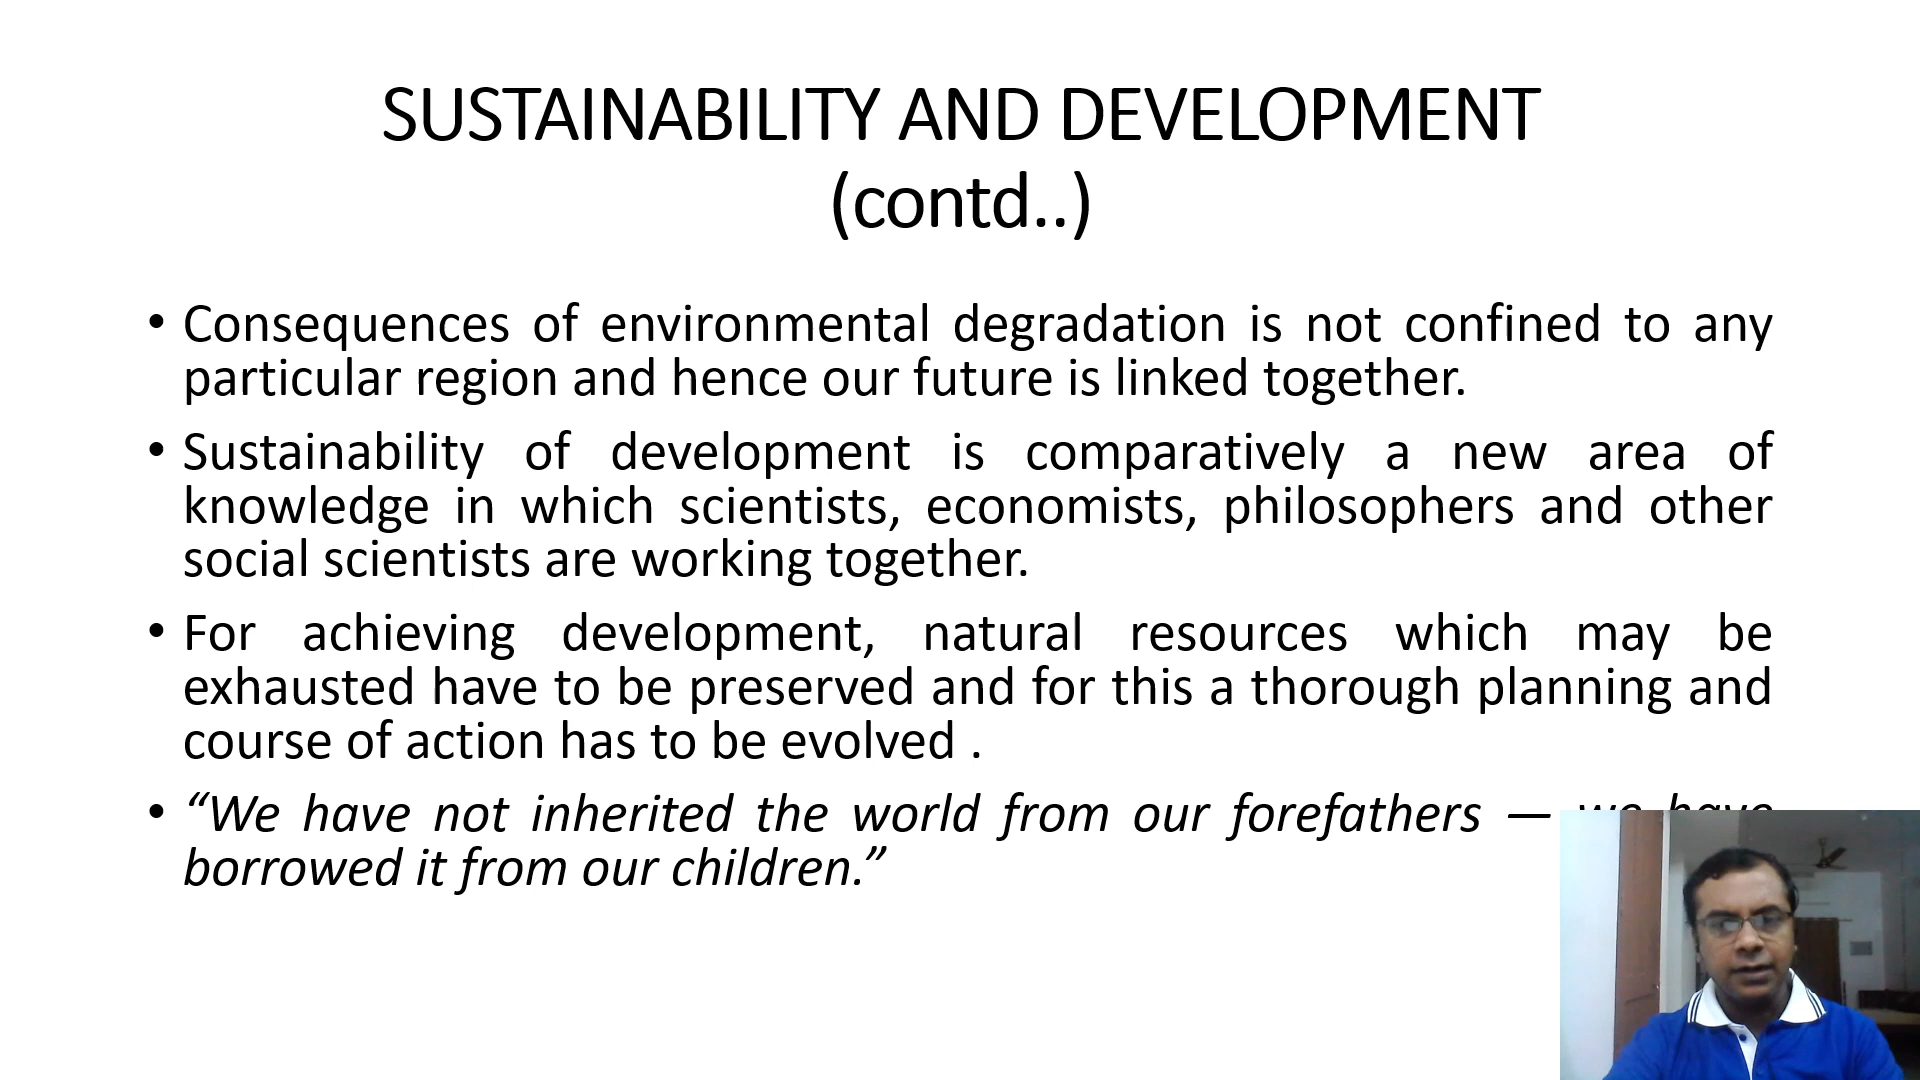 SUSTAINABILITY AND DEVELOPMENT
(contd..)
• Consequences of environmental degradation is not confined to any
particular region and hence our future is linked together.
• Sustainability of development is comparatively a new area of
knowledge in which scientists, economists, philosophers and other
social scientists are working together.
• For achieving development, natural resources which may be
exhausted have to be preserved and for this a thorough planning and
course of action has to be evolved .
• “We have not inherited the world from our forefathers — we have
borrowed it from our children.”